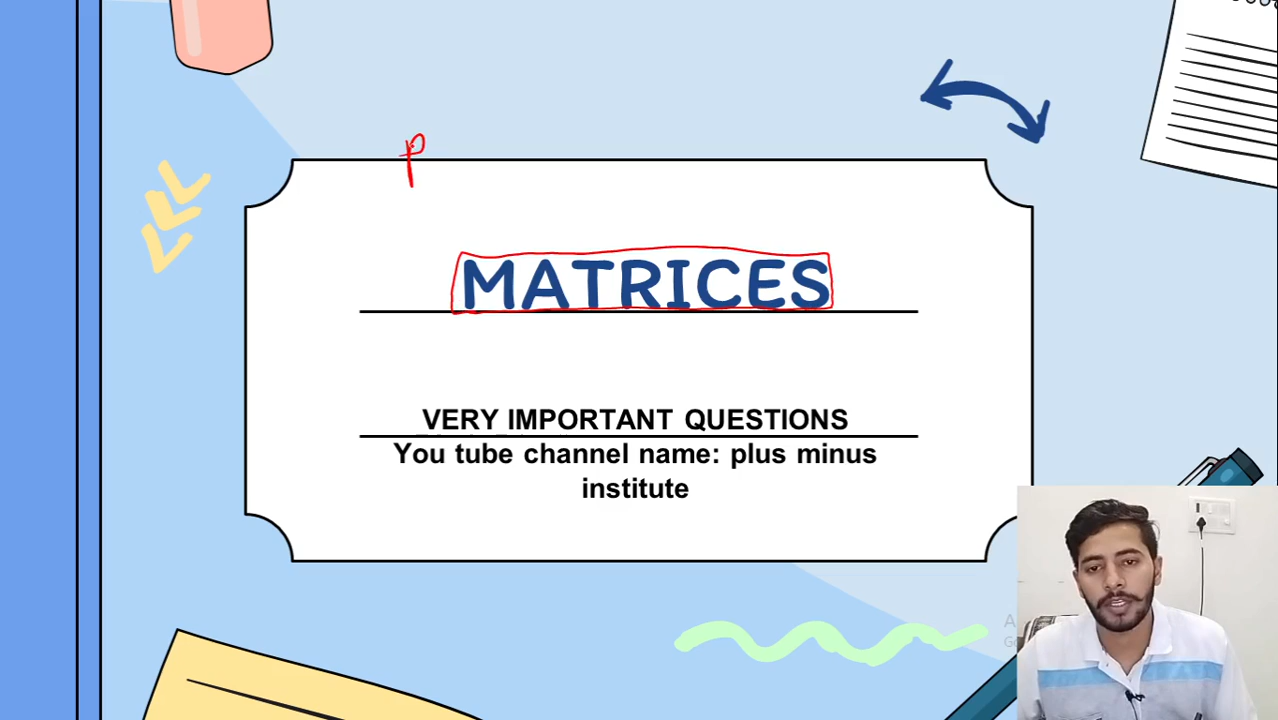 p
MATRICES
VERY IMPORTANT QUESTIONS
You tube channel name: plus minus
institute